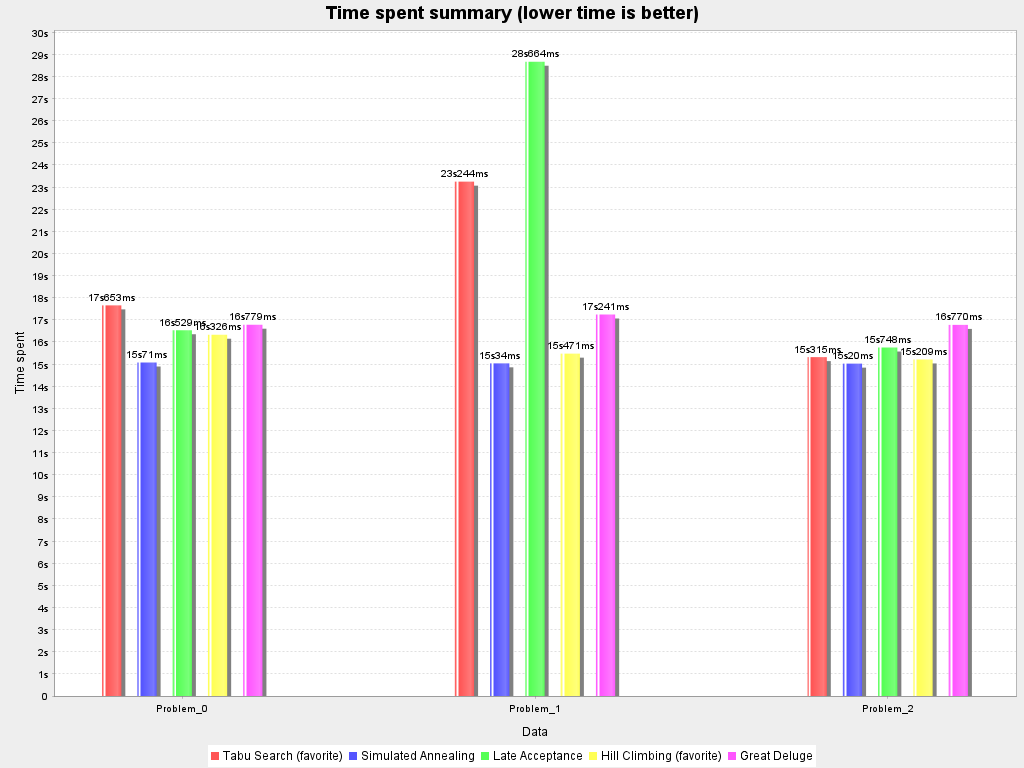 Time spent summary (lower time is better)
Time spent
30s
29s
28s
27s
26s
25s
24s
23s
22s
21s
20s
19s
18s
17s
16s
15s
14s
13s
12s
11s
10s
9s
8s
7s
6s
5s
4s
3s
2s
1s
0
17s653ms
15s71ms
16s529ms
16s326ms
16s779ms
23s244ms
15s34ms
28s664ms
15s471ms
17s241ms
15s315ms
15s20ms
15s748ms
15s209ms
16s770ms
Problem_0 Problem_1 Problem_2
Data
Tabu Search (favorite) Simulated Annealing Late Acceptance Hill Climbing (favorite) Great Deluge